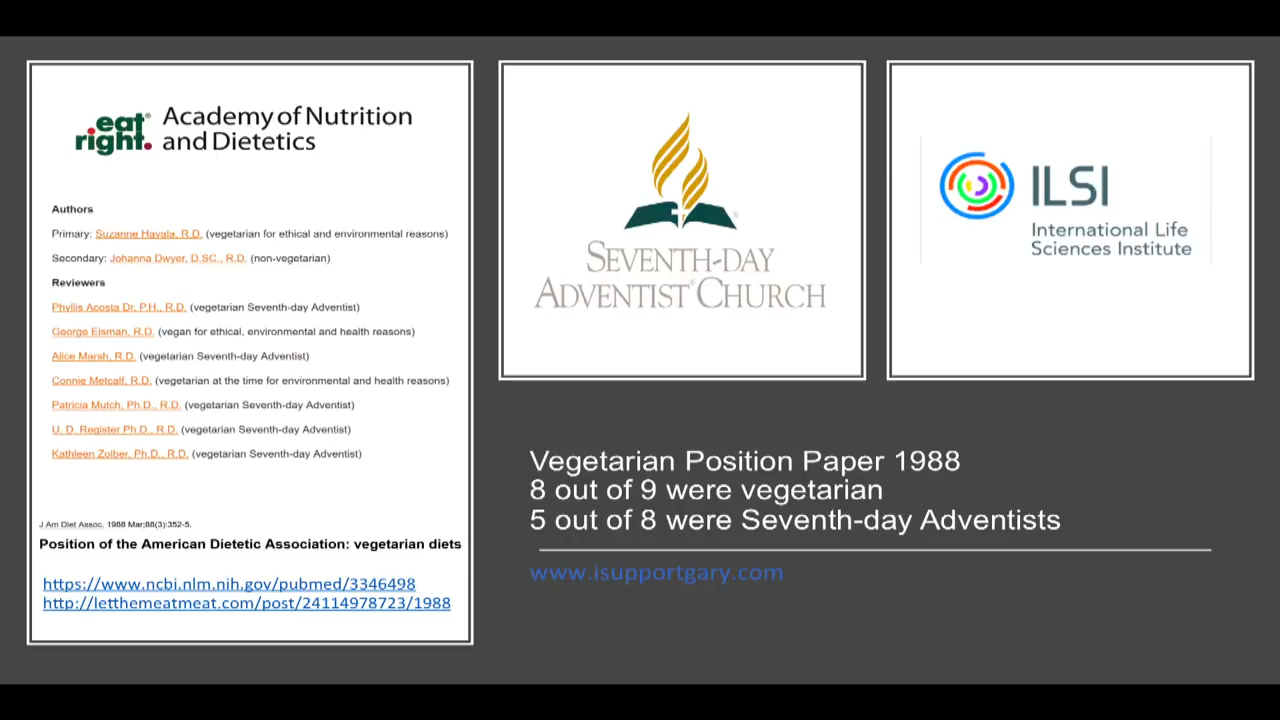 eat right. Academy of Nutrition and Dietetics
Authors
Primary: Suzanne Havala, R.D. (vegetarian for ethical and environmental reasons)
Secondary: Johanna Dwyer, D.SC., R.D. (non-vegetarian)
Reviewers
Phyllis Acosta Dr. P.H., R.D. (vegetarian Seventh-day Adventist)
George Eisman, R.D. (vegan for ethical, environmental and health reasons)
Alice Marsh, R.D. (vegetarian Seventh-day Adventist)
Connie Metcalf, R.D. (vegetarian at the time for environmental and health reasons)
Patricia Mutch, Ph.D., R.D. (vegetarian Seventh-day Adventist)
U. D. Register Ph.D., R.D. (vegetarian Seventh-day Adventist)
Kathleen Zolber, Ph.D., R.D. (vegetarian Seventh-day Adventist)
J Am Diet Assoc. 1988 Mar;88(3):352-5.
Position of the American Dietetic Association: vegetarian diets
https://www.ncbi.nlm.nih.gov/pubmed/3346498
http://letthemeatmeat.com/post/24114978723/1988
SEVENTH-DAY
ADVENTIST® CHURCH
ILSI
International Life
Sciences Institute
Vegetarian Position Paper 1988
8 out of 9 were vegetarian
5 out of 8 were Seventh-day Adventists
www.isupportgary.com